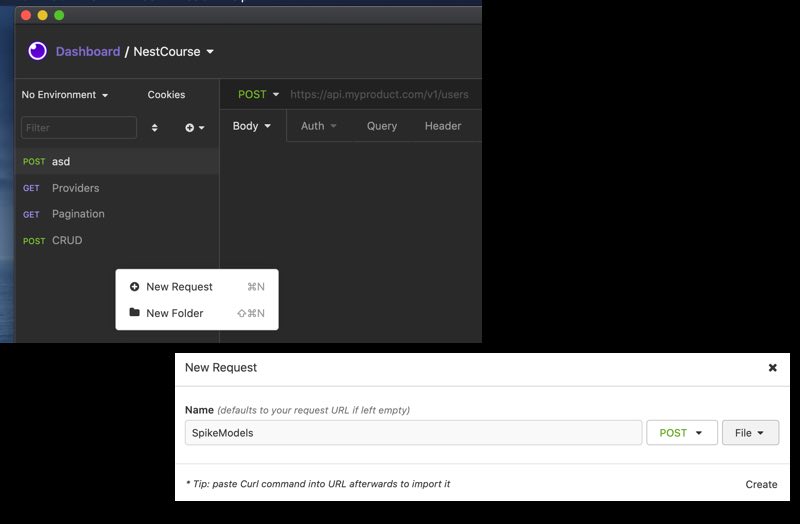 Dashboard / NestCourse
No Environment Cookies
POST https://api.myproduct.com/v1/users
Filter
Body Auth Query Header
POST asd
GET Providers
GET Pagination
POST CRUD
New Request ⌘N
New Folder ⇧⌘N
New Request
Name (defaults to your request URL if left empty)
SpikeModels POST File
* Tip: paste Curl command into URL afterwards to import it Create